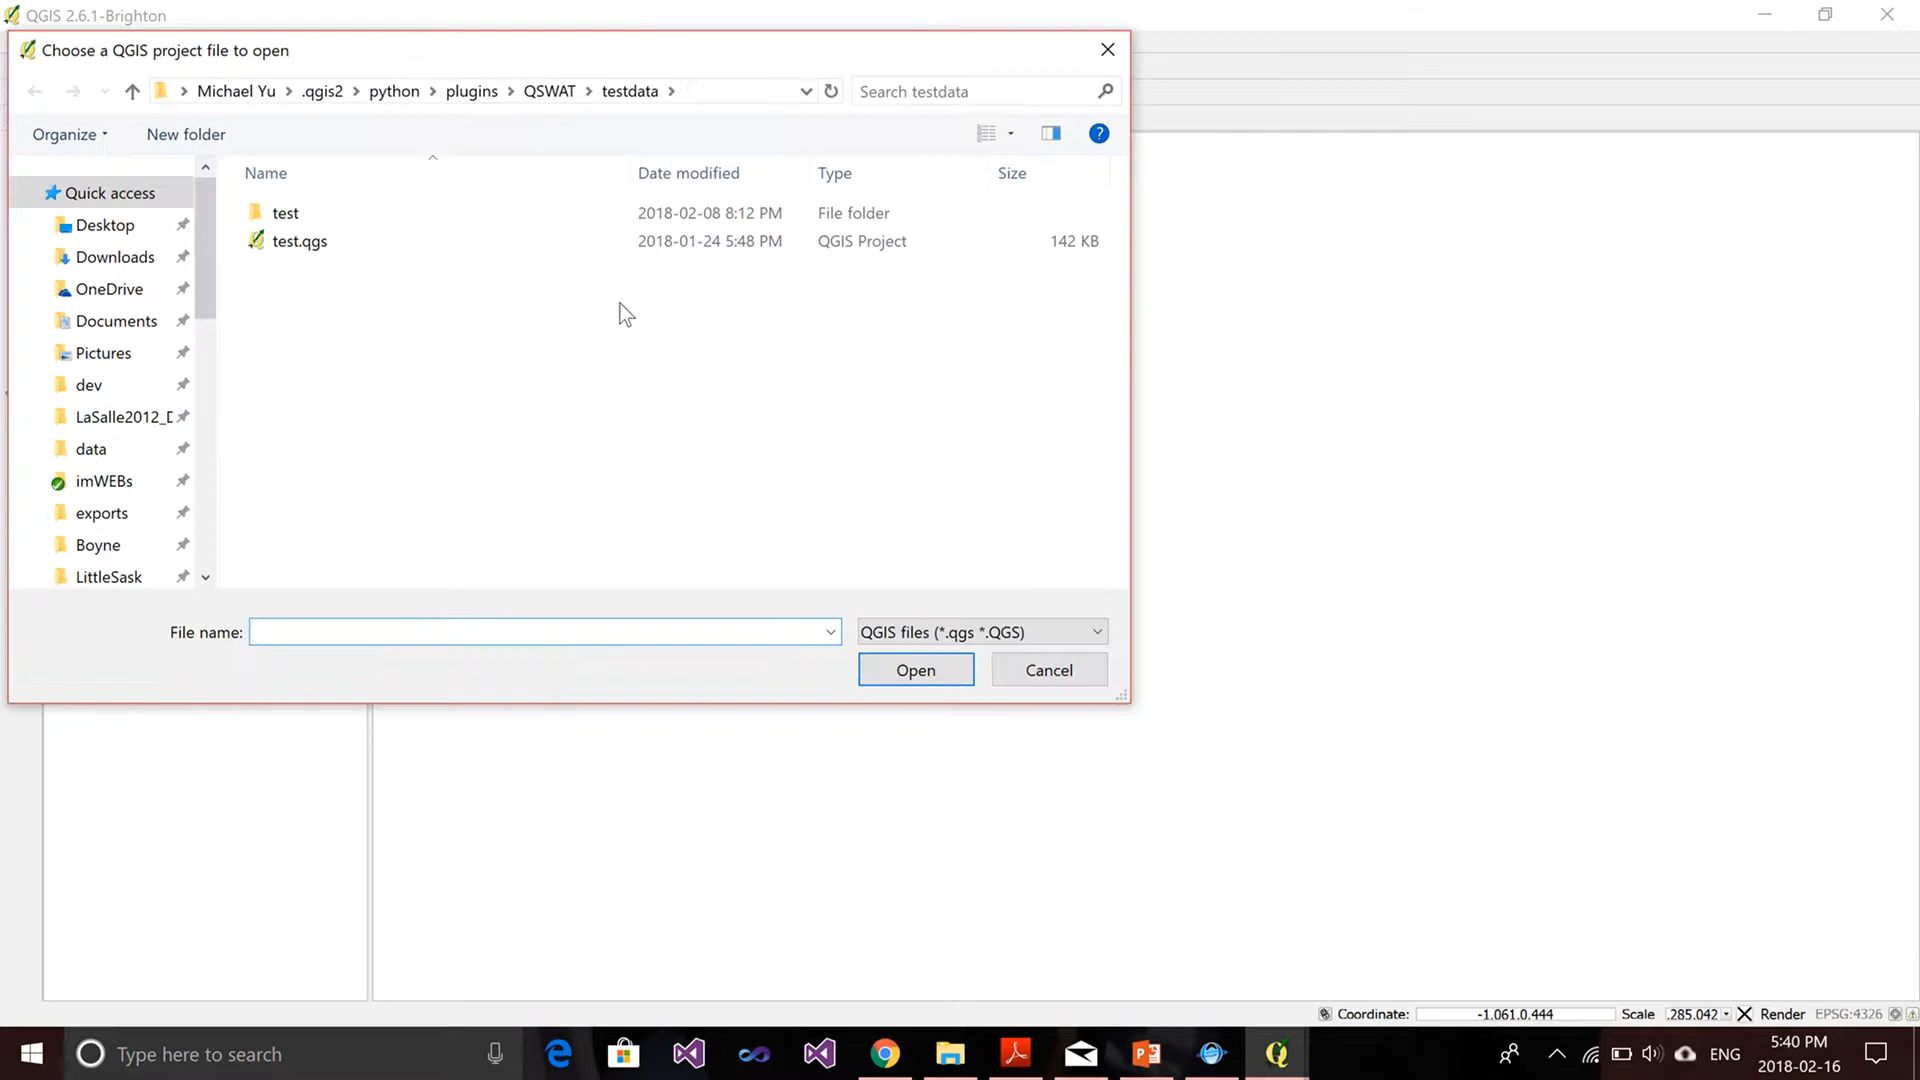 QGIS 2.6.1-Brighton
Choose a QGIS project file to open
Michael Yu > .qgis2 > python > plugins > QSWAT > testdata >
Search testdata
Organize
New folder
?
Name Date modified Type Size
Quick access
test 2018-02-08 8:12 PM File folder
Desktop
test.qgs 2018-01-24 5:48 PM QGIS Project 142 KB
Downloads
OneDrive
Documents
Pictures
dev
LaSalle2012_D
data
imWEBs
exports
Boyne
LittleSask
File name:
QGIS files (*.qgs *.QGS)
Open
Cancel
Coordinate: -1.061,0.444 Scale .285.042 Render EPSG:4326
Type here to search
ENG
5:40 PM
2018-02-16